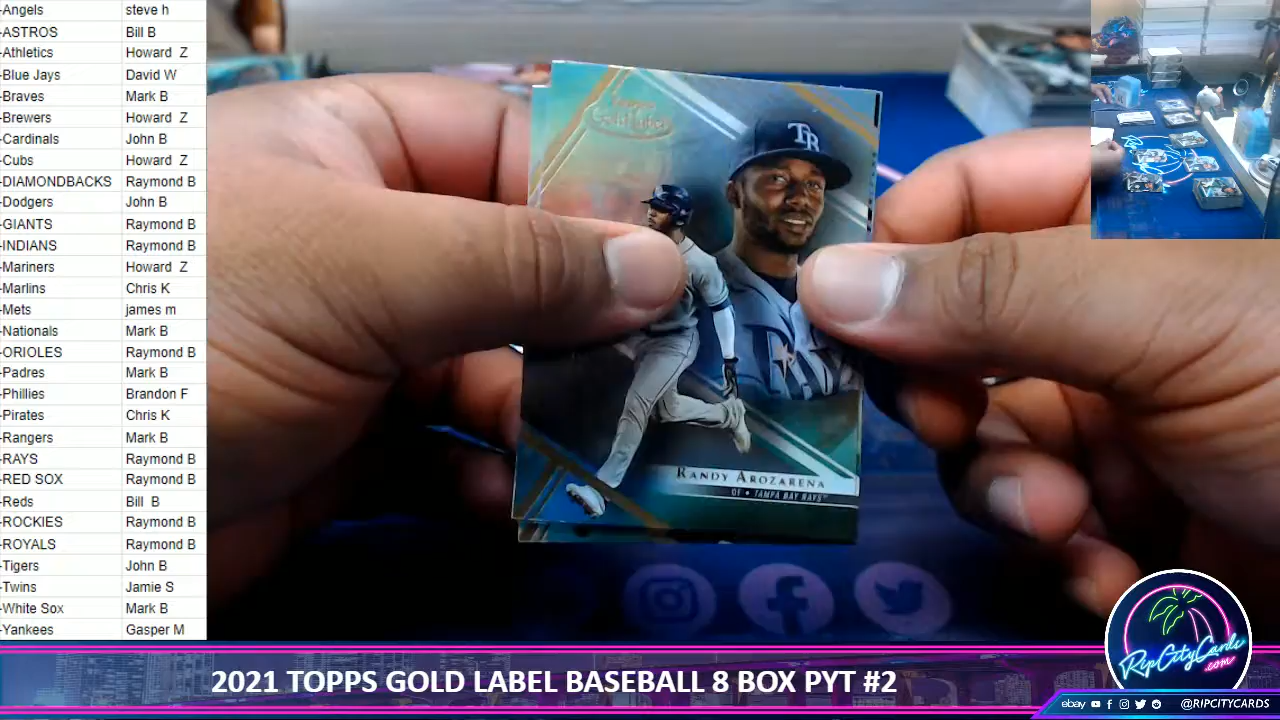 -Angels steve h
-ASTROS Bill B
-Athletics Howard Z
-Blue Jays David W
-Braves Mark B
-Brewers Howard Z
-Cardinals John B
-Cubs Howard Z
-DIAMONDBACKS Raymond B
-Dodgers John B
-GIANTS Raymond B
-INDIANS Raymond B
-Mariners Howard Z
-Marlins Chris K
-Mets james m
-Nationals Mark B
-ORIOLES Raymond B
-Padres Mark B
-Phillies Brandon F
-Pirates Chris K
-Rangers Mark B
-RAYS Raymond B
-RED SOX Raymond B
-Reds Bill B
-ROCKIES Raymond B
-ROYALS Raymond B
-Tigers John B
-Twins Jamie S
-White Sox Mark B
-Yankees Gasper M
Gold Label
TB
RANDY AROZARENA
OF • TAMPA BAY RAYS™
2021 TOPPS GOLD LABEL BASEBALL 8 BOX PYT #2
RipCityCards
.com
ebay
@RIPCITYCARDS